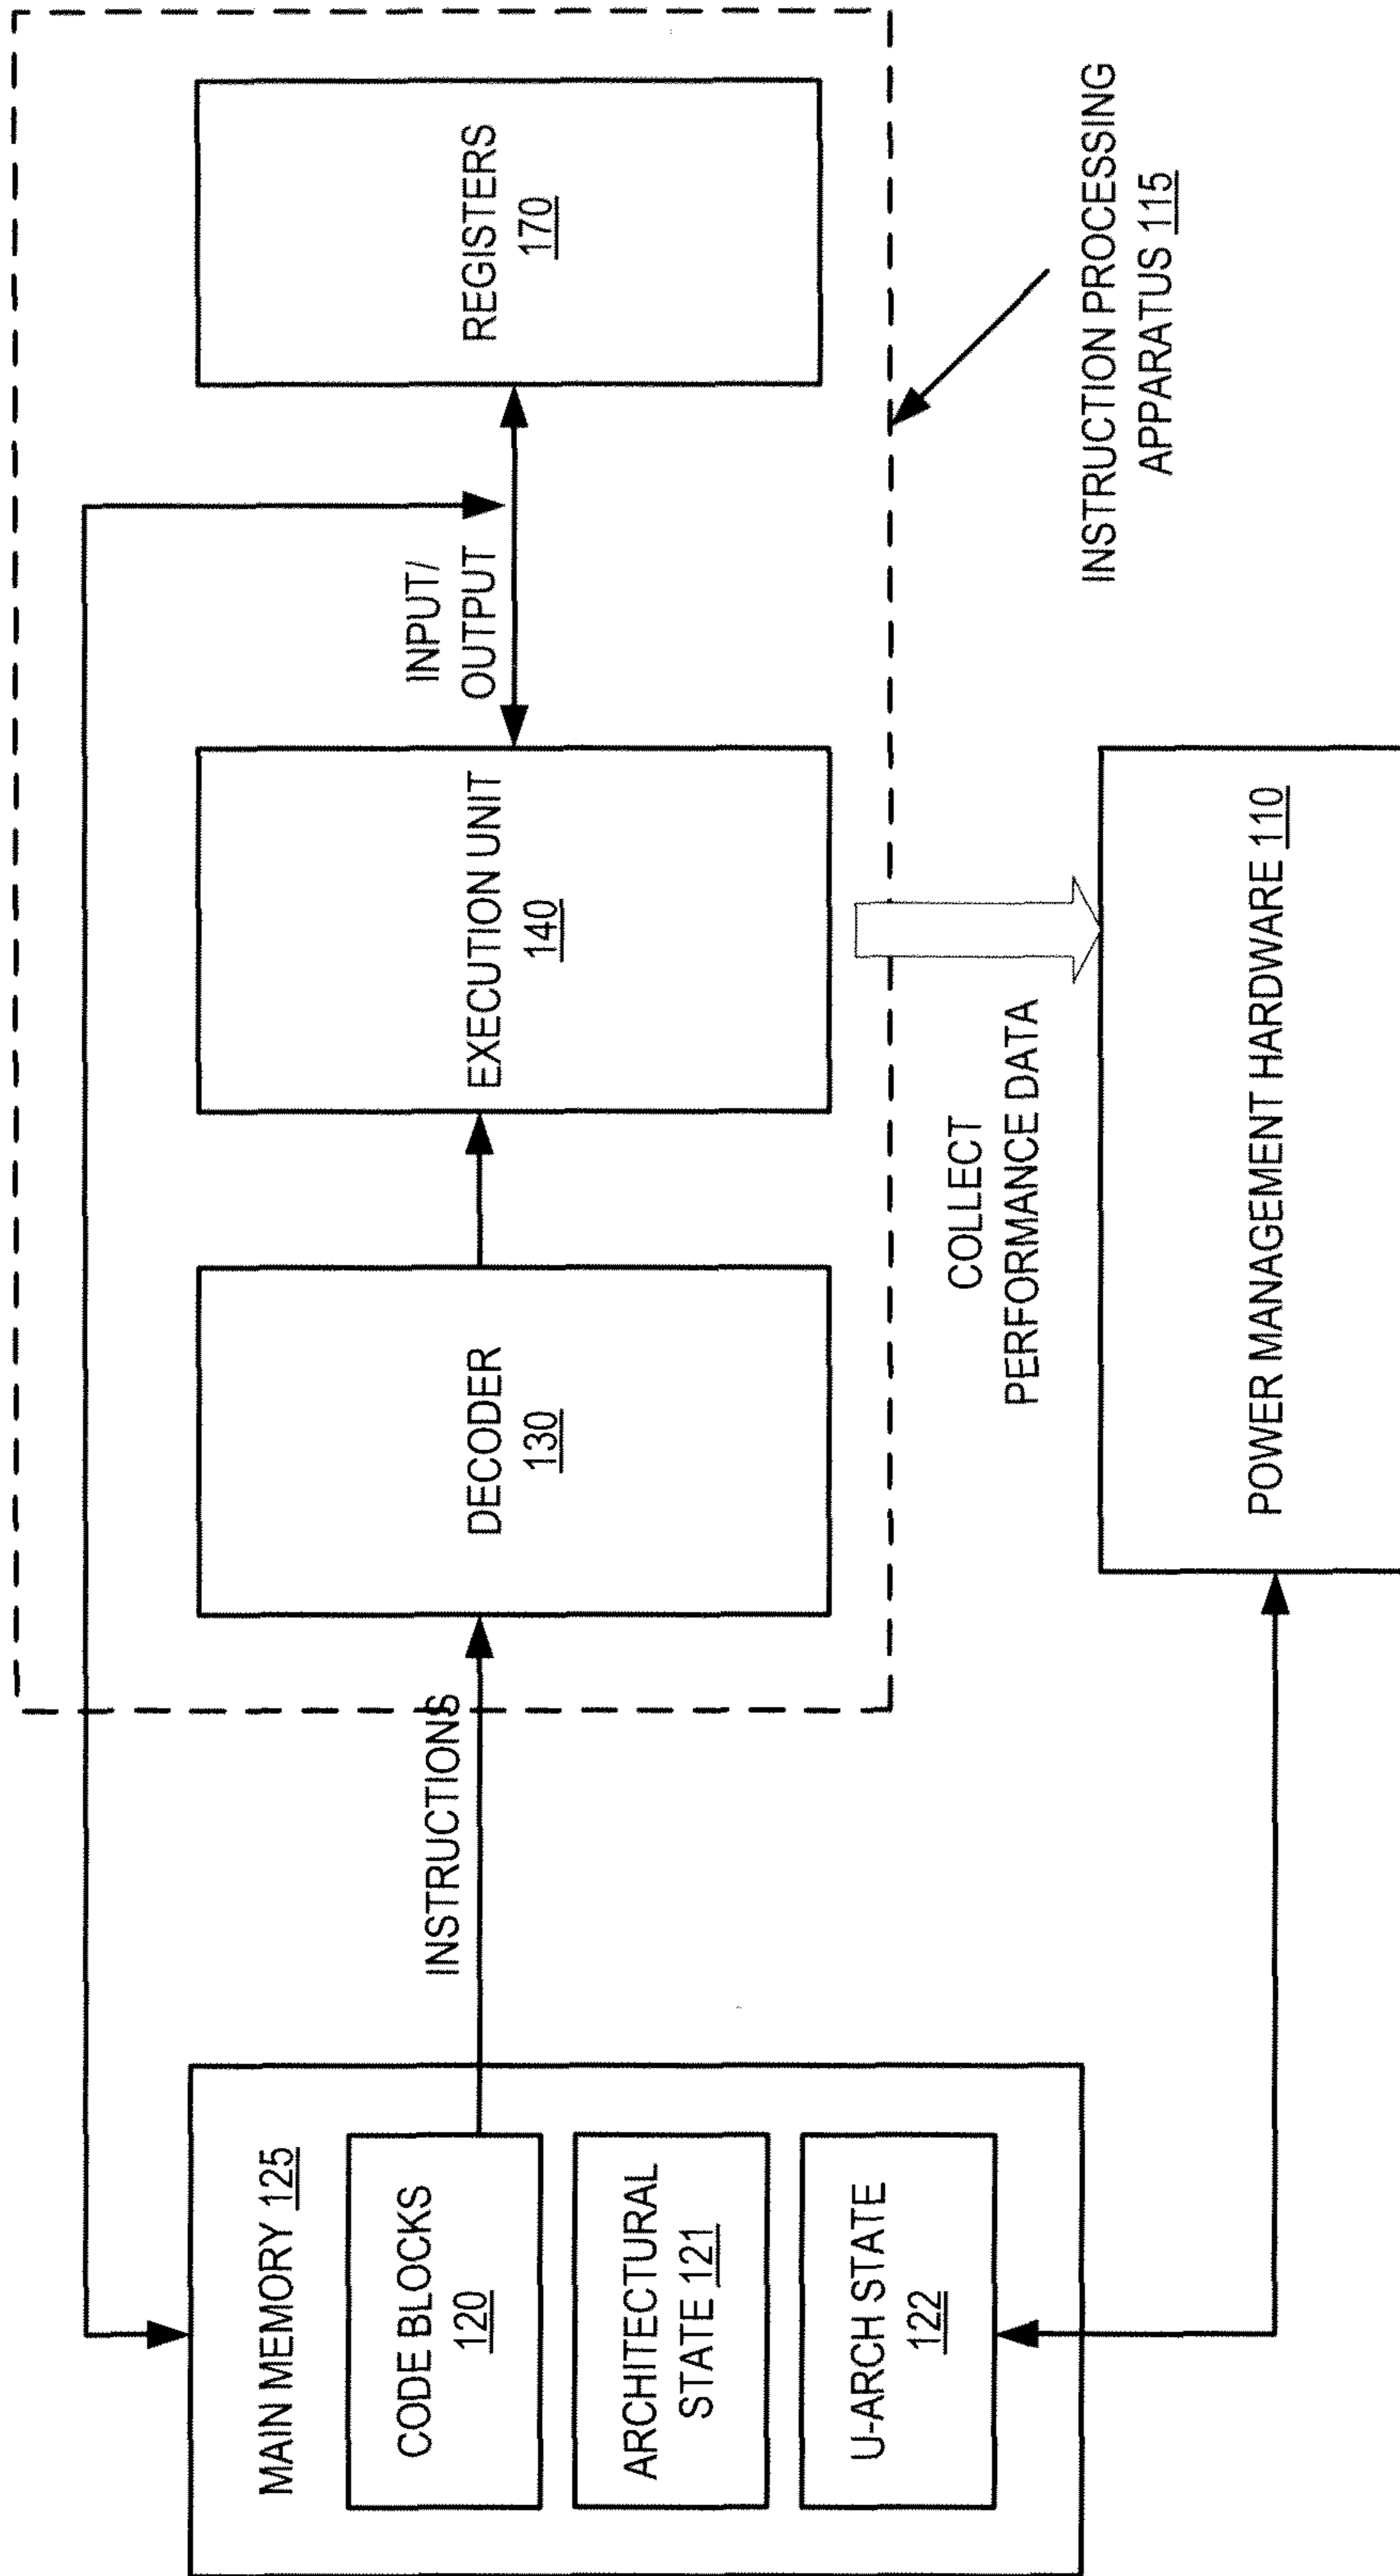 MAIN MEMORY 125
CODE BLOCKS
120
ARCHITECTURAL
STATE 121
U-ARCH STATE
122
INSTRUCTIONS
DECODER
130
EXECUTION UNIT
140
INPUT/
OUTPUT
REGISTERS
170
COLLECT
PERFORMANCE DATA
POWER MANAGEMENT HARDWARE 110
INSTRUCTION PROCESSING
APPARATUS 115